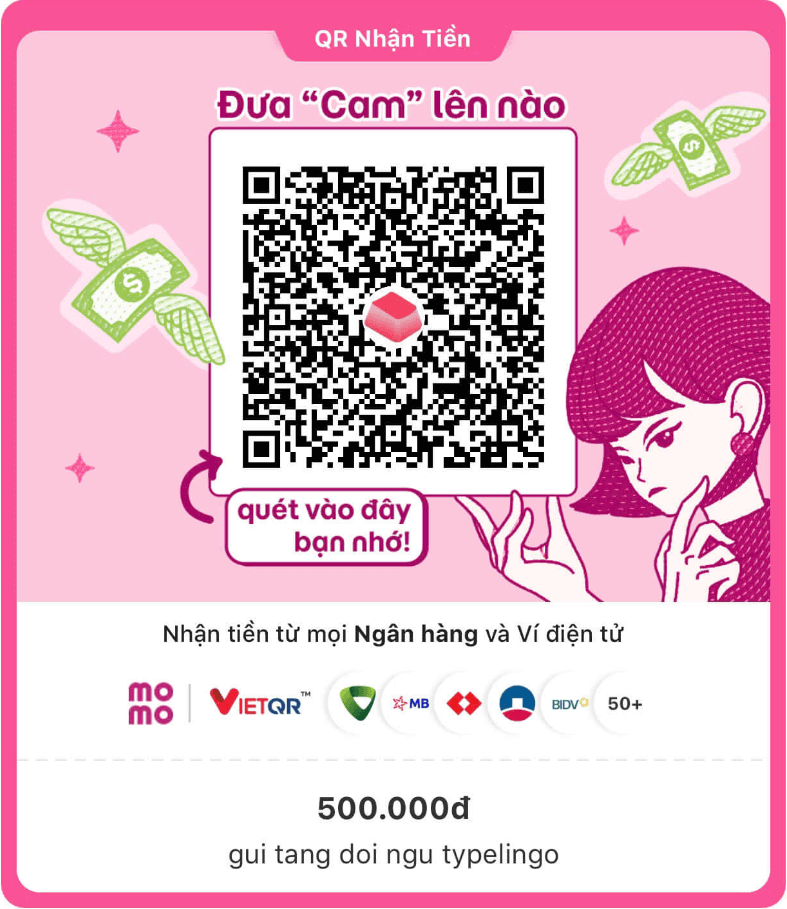 QR Nhận Tiền
Đưa “Cam” lên nào
quét vào đây
bạn nhớ!
Nhận tiền từ mọi Ngân hàng và Ví điện tử
mo
mo
VIETQR™
MB
BIDV
50+
500.000đ
gui tang doi ngu typelingo